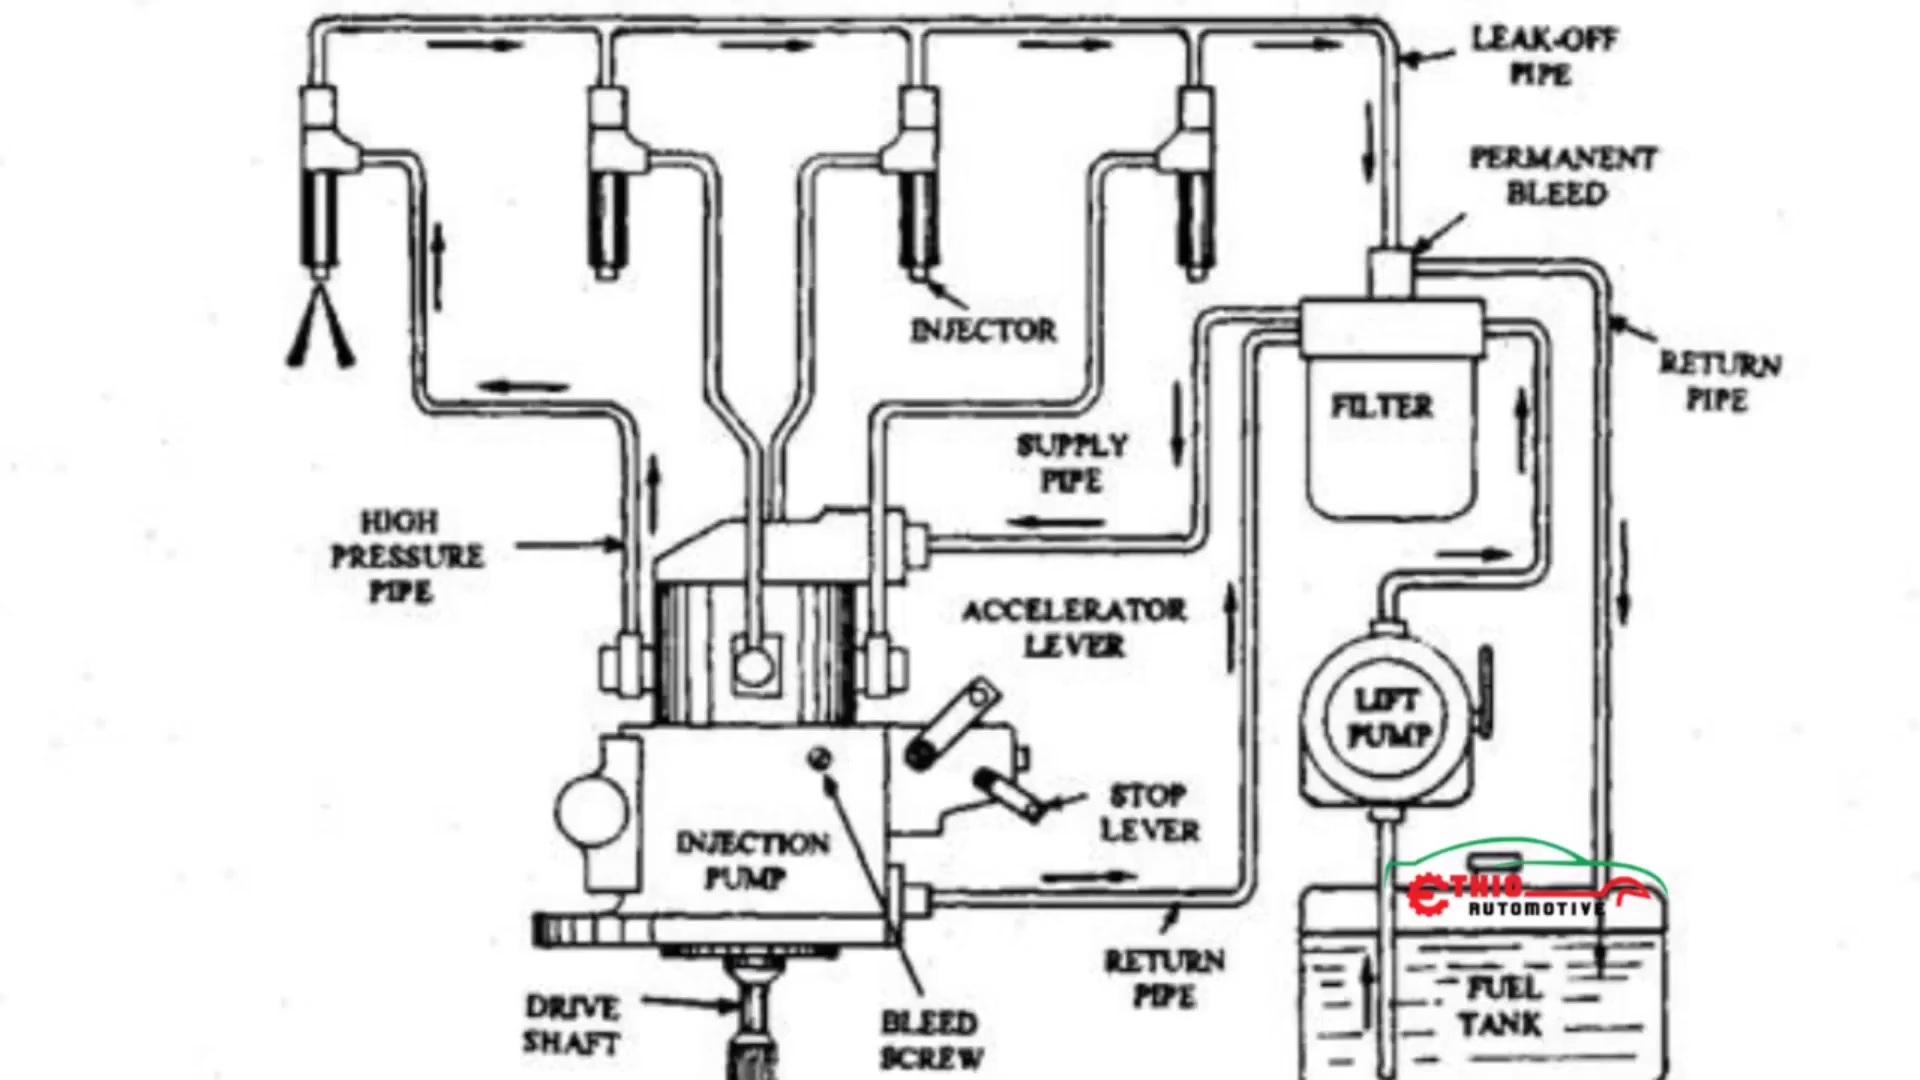 LEAK-OFF
PIPE
PERMANENT
BLEED
INJECTOR
RETURN
PIPE
FILTER
SUPPLY
PIPE
HIGH
PRESSURE
PIPE
ACCELERATOR
LEVER
LIFT
PUMP
STOP
LEVER
INJECTION
PUMP
ETHIO
AUTOMOTIVE
RETURN
PIPE
FUEL
TANK
DRIVE
SHAFT
BLEED
SCREW